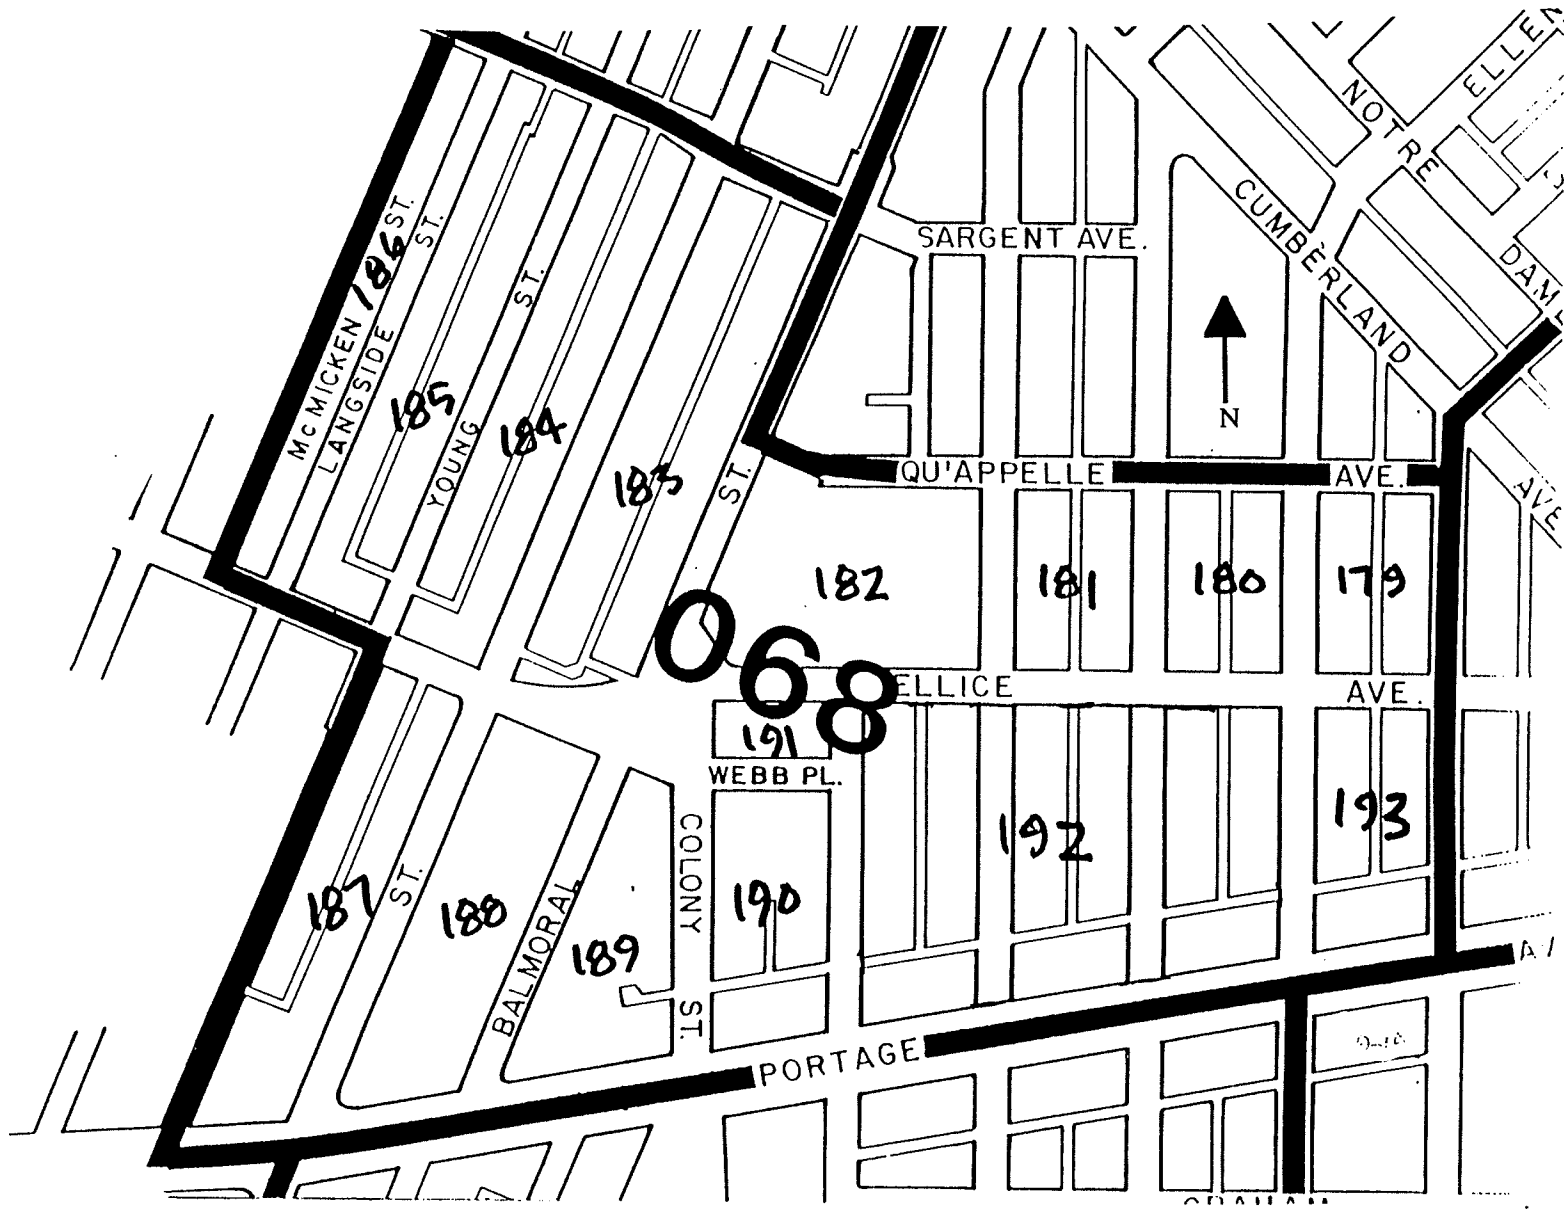 ELLEN
NOTRE
DAME
CUMBERLAND
SARGENT AVE.
McMICKEN ST.
186
LANGSIDE ST.
YOUNG ST.
185
184
183
ST.
N
QU'APPELLE AVE.
AVE
182
181
180
179
068
ELLICE AVE.
191
WEBB PL.
192
193
187
ST.
188
BALMORAL
189
COLONY ST.
190
PORTAGE